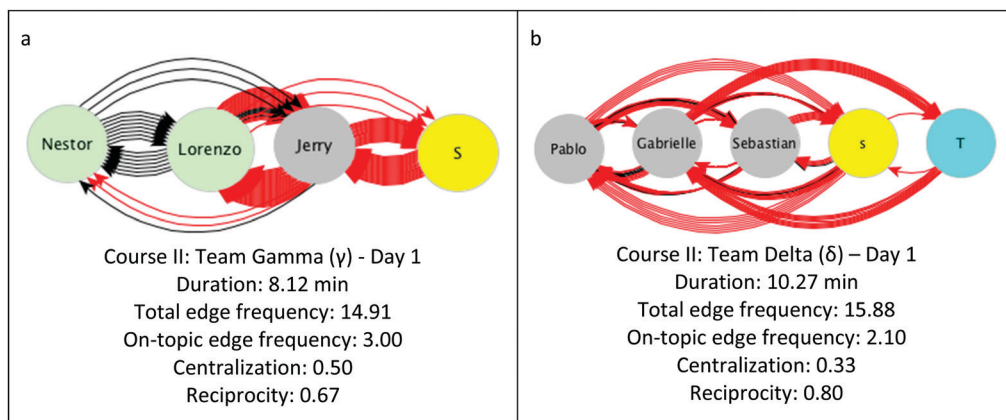 a
Nestor
Lorenzo
Jerry
S
Course II: Team Gamma (γ) - Day 1
Duration: 8.12 min
Total edge frequency: 14.91
On-topic edge frequency: 3.00
Centralization: 0.50
Reciprocity: 0.67
b
Pablo
Gabrielle
Sebastian
s
T
Course II: Team Delta (δ) – Day 1
Duration: 10.27 min
Total edge frequency: 15.88
On-topic edge frequency: 2.10
Centralization: 0.33
Reciprocity: 0.80